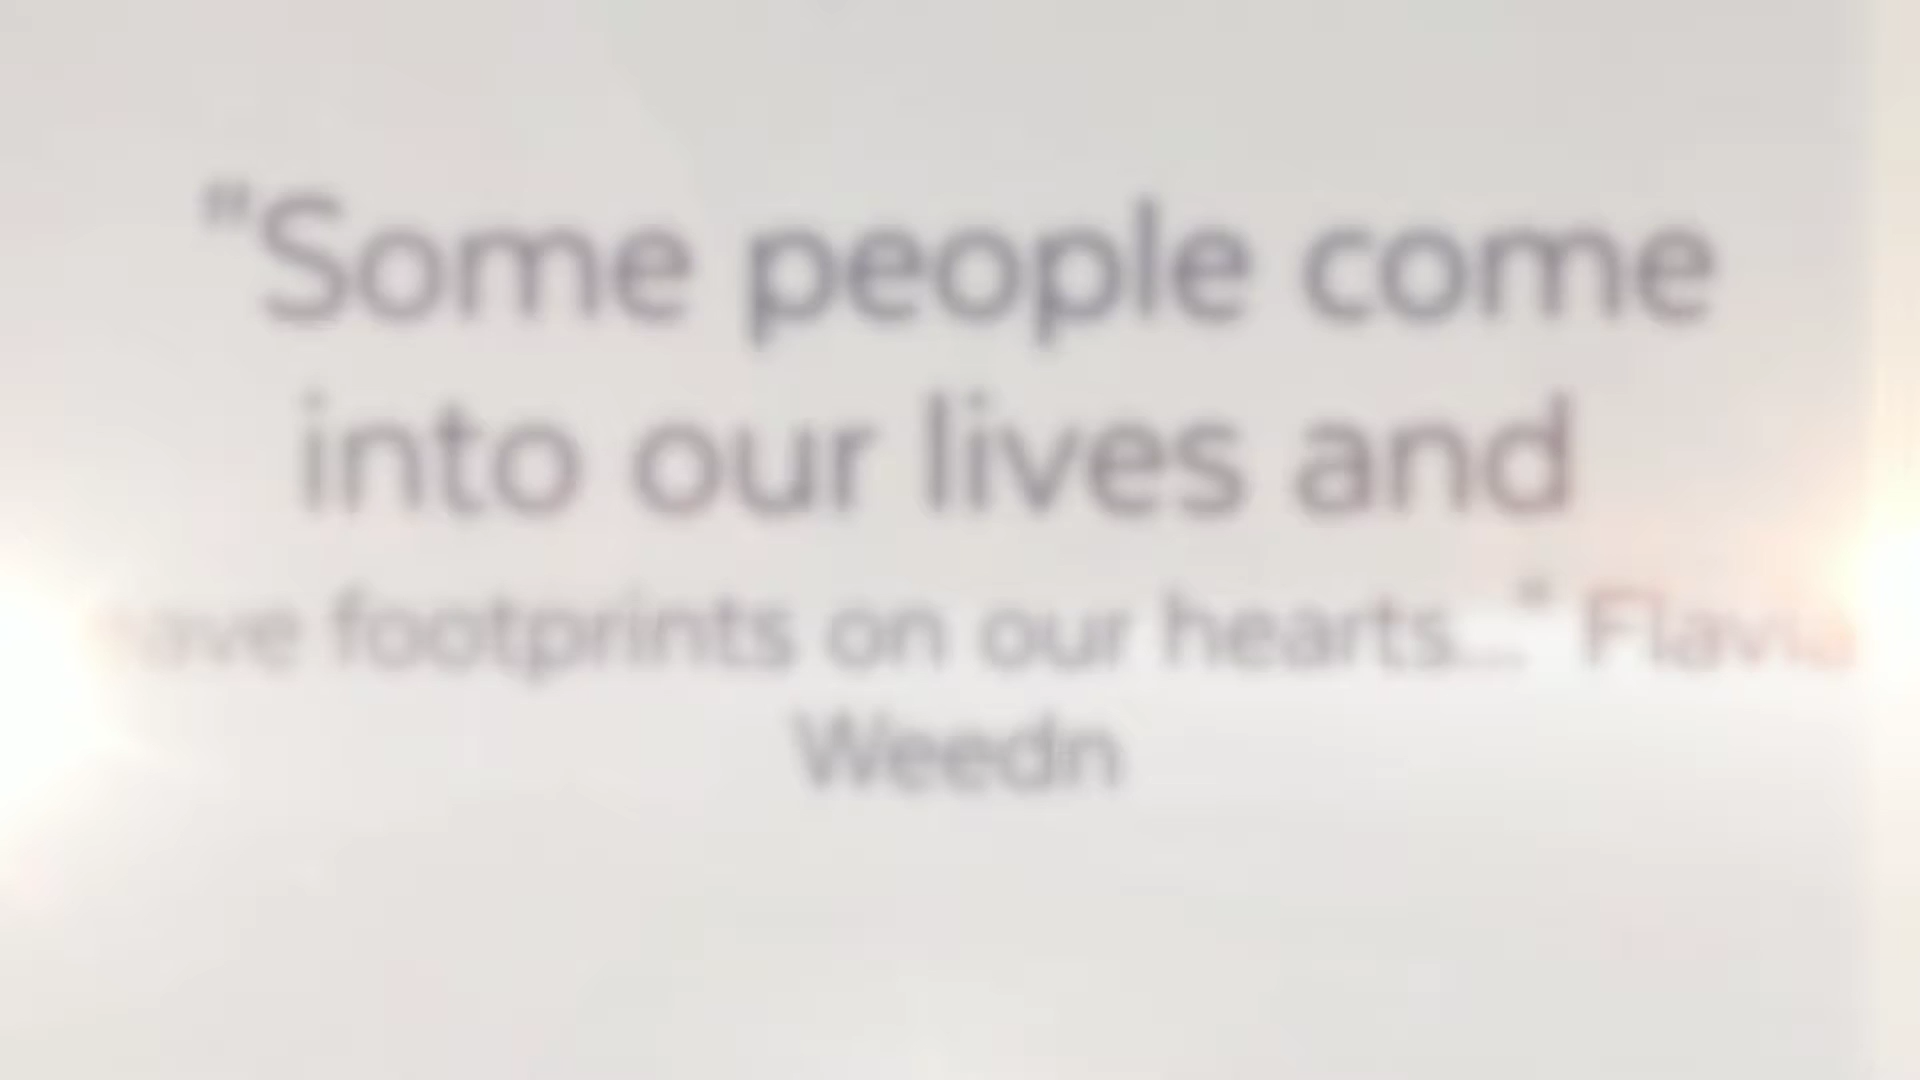 "Some people come
into our lives and
footprints on our hearts..." Flavia
Weedn